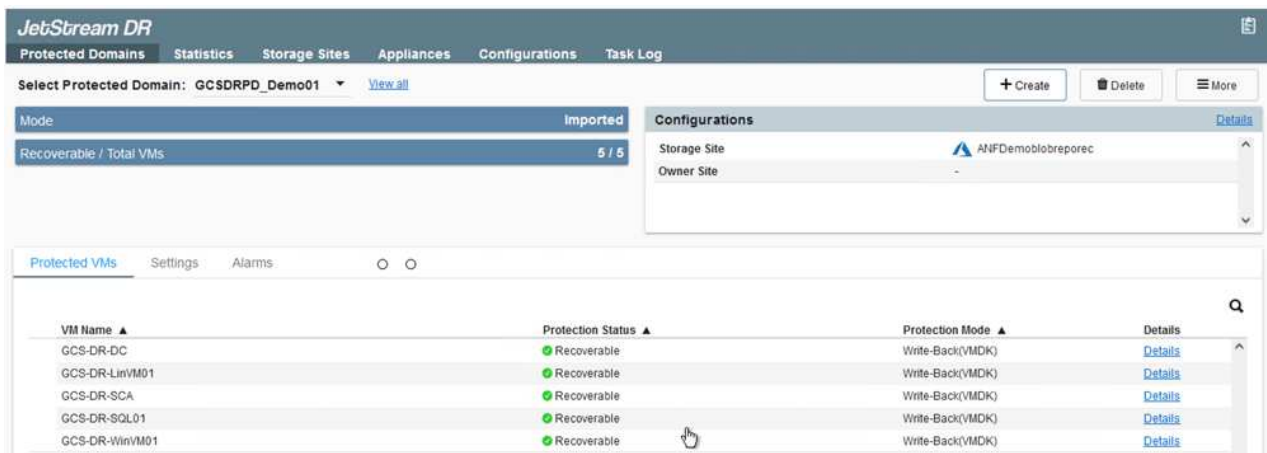 JetStream DR
Protected Domains Statistics Storage Sites Appliances Configurations Task Log
Select Protected Domain: GCSDRPD_Demo01 View all
+ Create Delete More
Mode Imported
Recoverable / Total VMs 5 / 5
Configurations Details
Storage Site ANFDemoblobreporec
Owner Site -
Protected VMs Settings Alarms
VM Name ▲ Protection Status ▲ Protection Mode ▲ Details
GCS-DR-DC Recoverable Write-Back(VMDK) Details
GCS-DR-LinVM01 Recoverable Write-Back(VMDK) Details
GCS-DR-SCA Recoverable Write-Back(VMDK) Details
GCS-DR-SQL01 Recoverable Write-Back(VMDK) Details
GCS-DR-WinVM01 Recoverable Write-Back(VMDK) Details